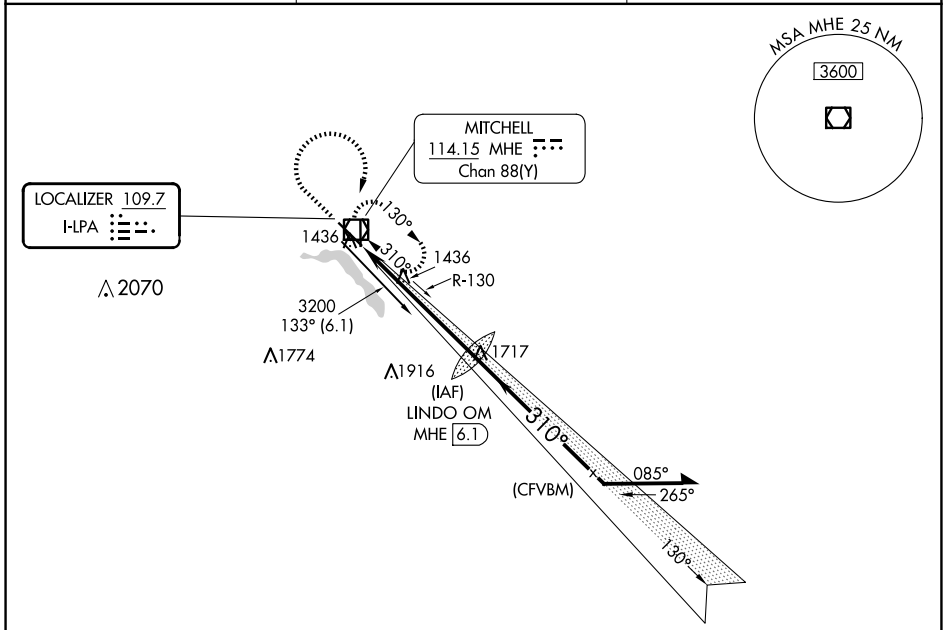 MSA MHE 25 NM
3600
MITCHELL
114.15 MHE
Chan 88(Y)
LOCALIZER 109.7
I-LPA
130°
1436
310°
1436
R-130
2070
3200
133° (6.1)
1774
1717
1916
(IAF)
LINDO OM
MHE 6.1
310°
085°
265°
(CFVBM)
130°